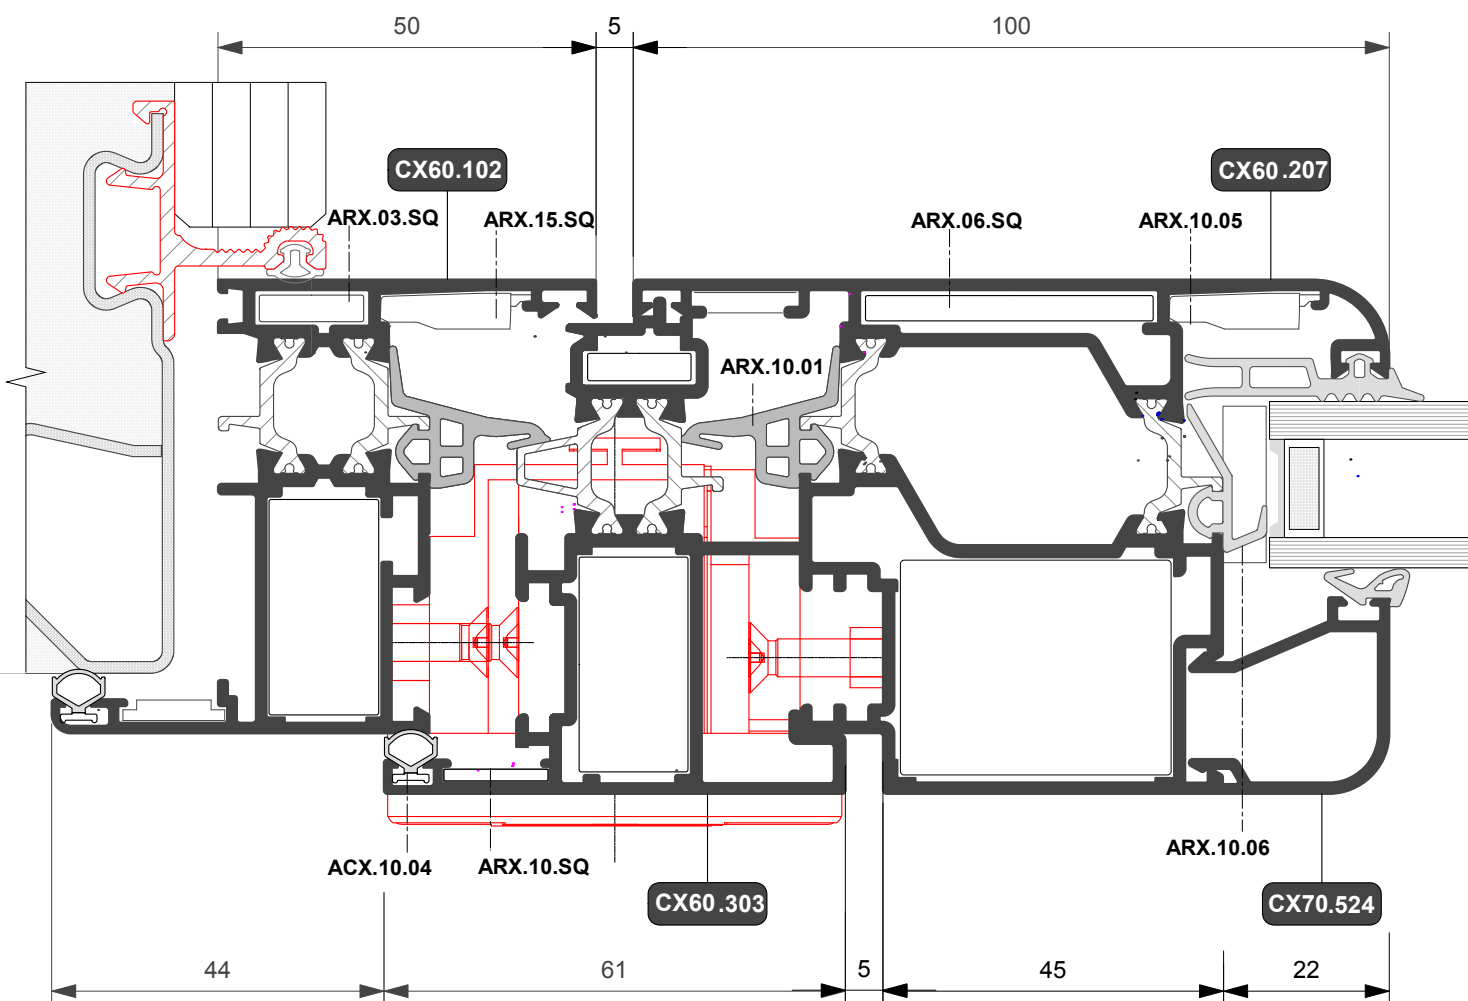 50 5 100
CX60.102 CX60.207
ARX.03.SQ ARX.15.SQ ARX.06.SQ ARX.10.05
ARX.10.01
ACX.10.04 ARX.10.SQ ARX.10.06
CX60.303 CX70.524
44 61 5 45 22